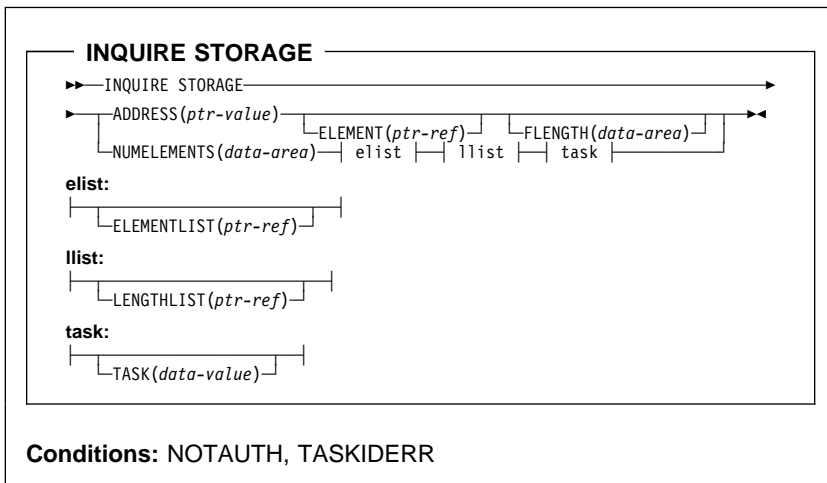 INQUIRE STORAGE
INQUIRE STORAGE
ADDRESS(ptr-value)
ELEMENT(ptr-ref) FLENGTH(data-area)
NUMELEMENTS(data-area) elist llist task
elist:
ELEMENTLIST(ptr-ref)
llist:
LENGTHLIST(ptr-ref)
task:
TASK(data-value)
Conditions: NOTAUTH, TASKIDERR